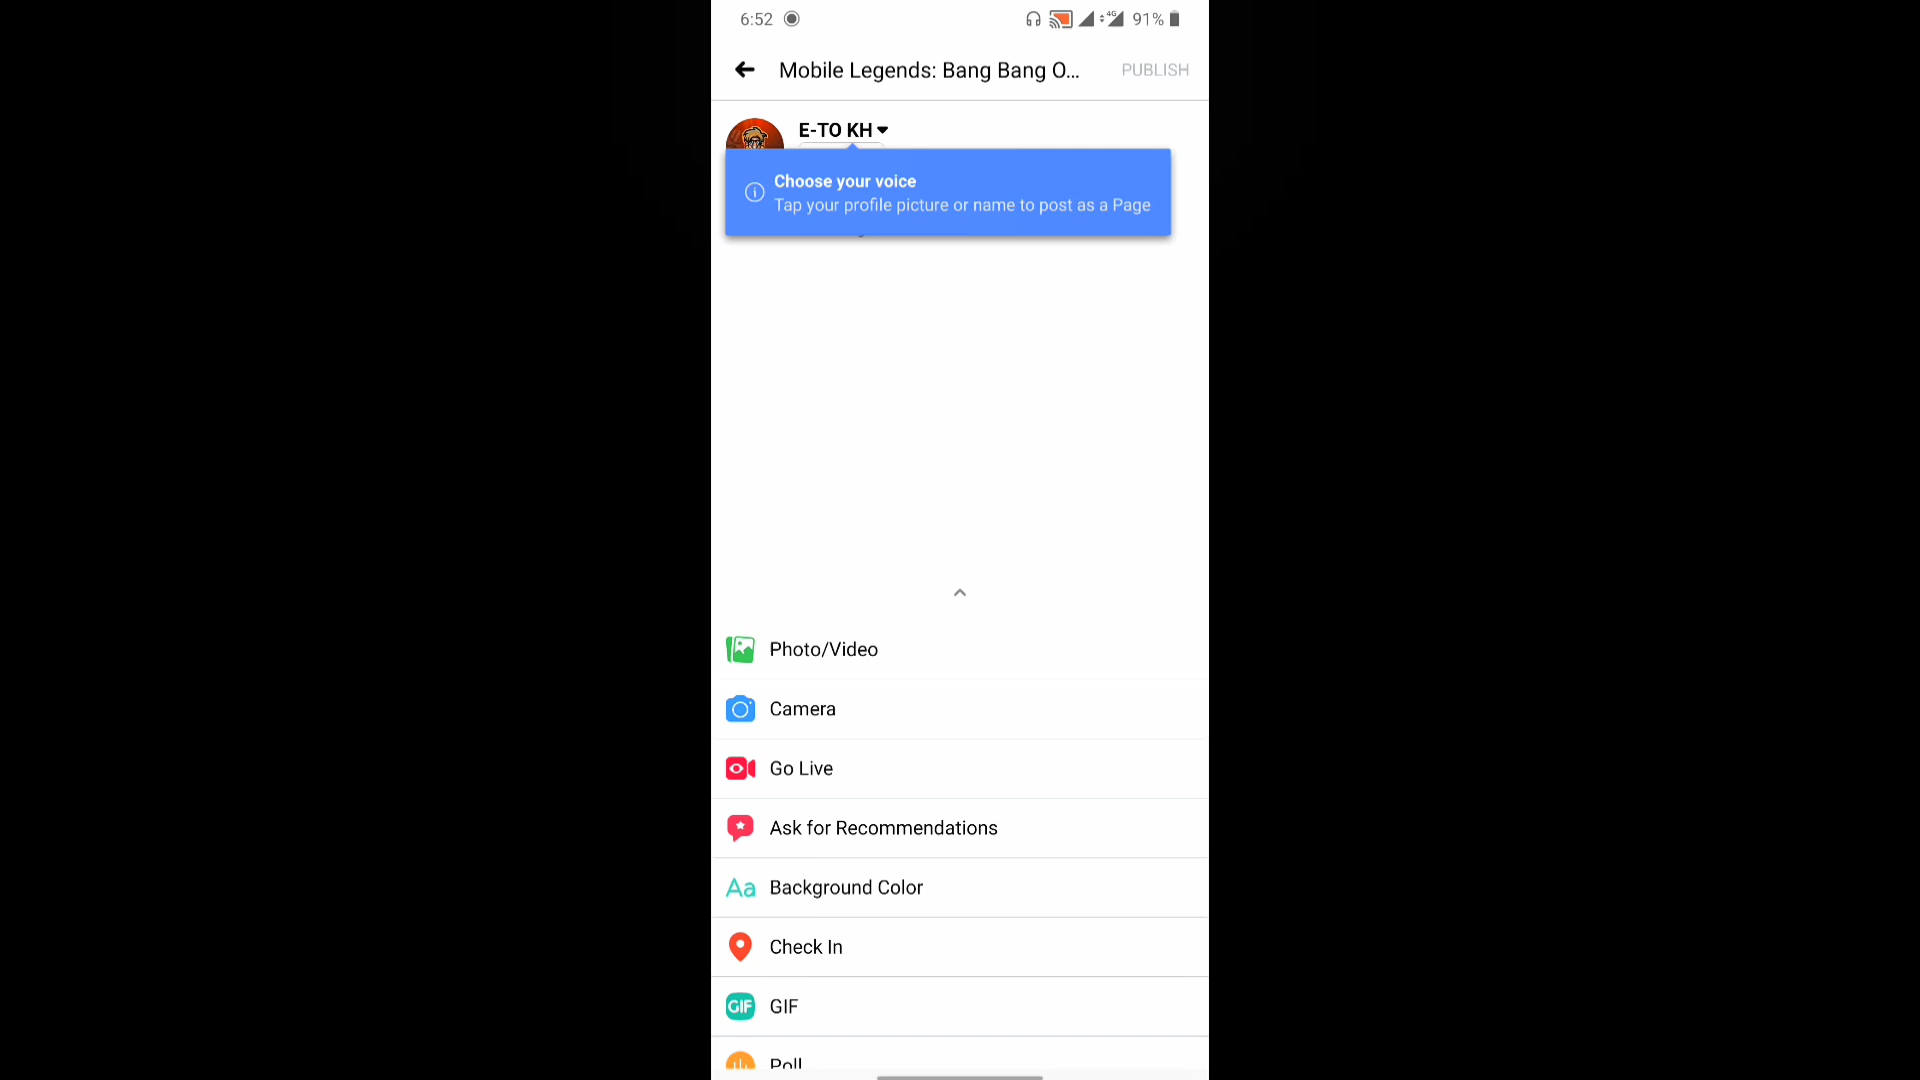 6:52 4G 91%
Mobile Legends: Bang Bang O... PUBLISH
E-TO KH
Choose your voice
Tap your profile picture or name to post as a Page
Photo/Video
Camera
Go Live
Ask for Recommendations
Aa Background Color
Check In
GIF GIF
Poll